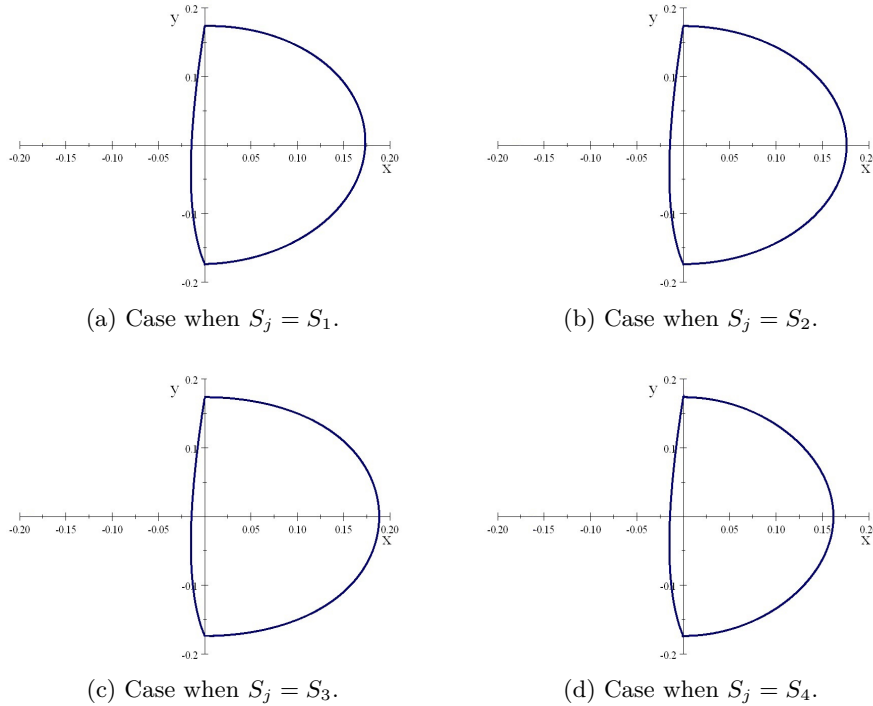 y 0.2
0.1
-0.20 -0.15 -0.10 -0.05 0.05 0.10 0.15 0.20
x
-0.1
-0.2
(a) Case when S_j = S_1.
y 0.2
0.1
-0.20 -0.15 -0.10 -0.05 0.05 0.10 0.15 0.20
x
-0.1
-0.2
(b) Case when S_j = S_2.
y 0.2
0.1
-0.20 -0.15 -0.10 -0.05 0.05 0.10 0.15 0.20
x
-0.1
-0.2
(c) Case when S_j = S_3.
y 0.2
0.1
-0.20 -0.15 -0.10 -0.05 0.05 0.10 0.15 0.20
x
-0.1
-0.2
(d) Case when S_j = S_4.